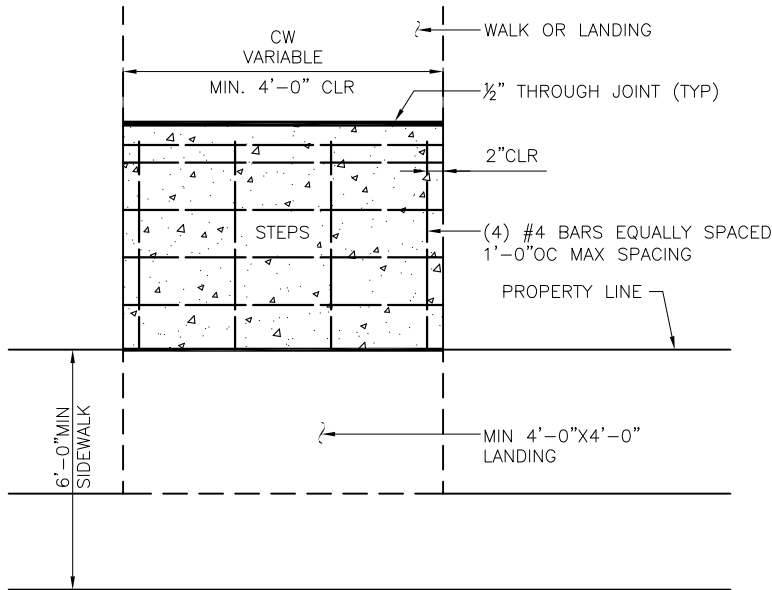 CW
VARIABLE
MIN. 4'-0" CLR
WALK OR LANDING
½" THROUGH JOINT (TYP)
2"CLR
STEPS
(4) #4 BARS EQUALLY SPACED
1'-0"OC MAX SPACING
PROPERTY LINE
6'-0"MIN
SIDEWALK
MIN 4'-0"X4'-0"
LANDING